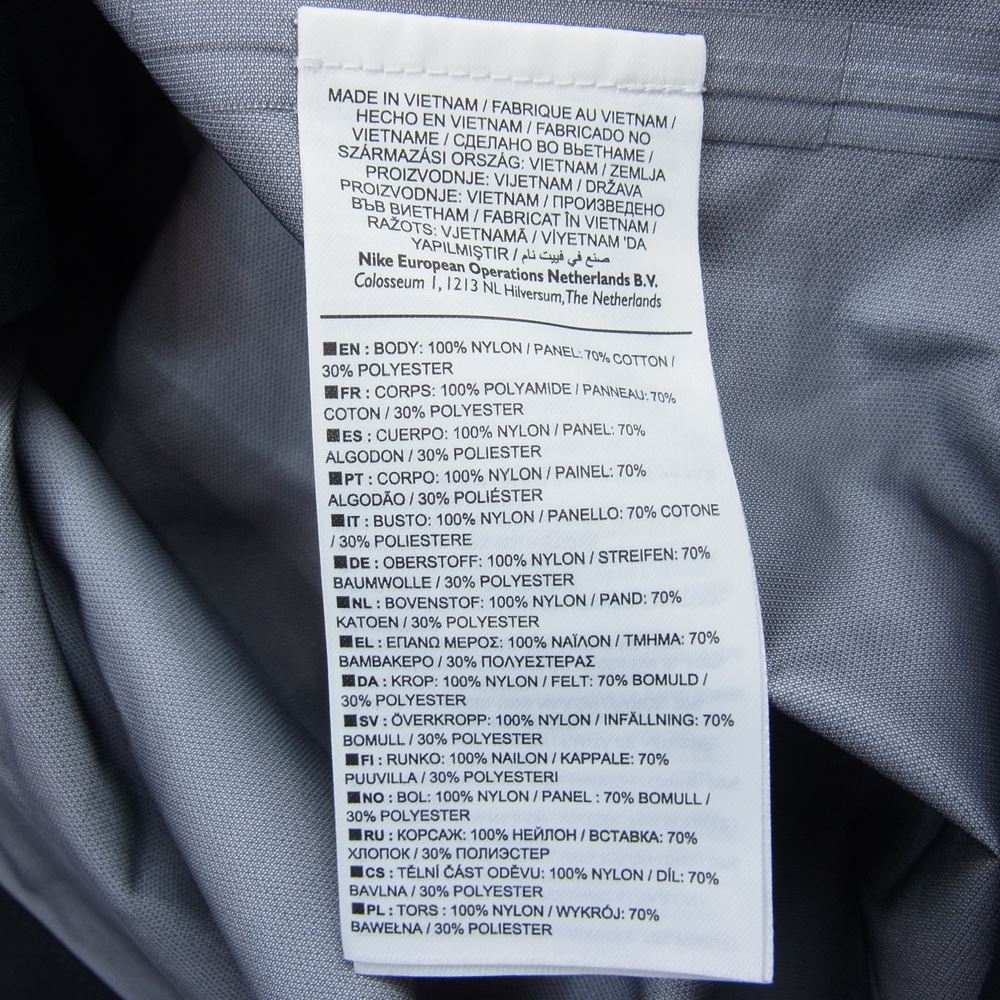 MADE IN VIETNAM / FABRIQUE AU VIETNAM /
HECHO EN VIETNAM / FABRICADO NO
VIETNAME / СДЕЛАНО ВО ВЬЕТНАМЕ /
SZÁRMAZÁSI ORSZÁG: VIETNAM / ZEMLJA
PROIZVODNJE: VIJETNAM / DRŽAVA
PROIZVODNJE: VIETNAM / ПРОИЗВЕДЕНО
ВЪВ ВИЕТНАМ / FABRICAT ÎN VIETNAM /
RAŽOTS: VJETNAMĀ / VİYETNAM 'DA
YAPILMIŞTIR / صنع في فييت نام
Nike European Operations Netherlands B.V.
Colosseum 1, 1213 NL Hilversum, The Netherlands
EN : BODY: 100% NYLON / PANEL: 70% COTTON /
30% POLYESTER
FR : CORPS: 100% POLYAMIDE / PANNEAU: 70%
COTON / 30% POLYESTER
ES : CUERPO: 100% NYLON / PANEL: 70%
ALGODON / 30% POLIESTER
PT : CORPO: 100% NYLON / PAINEL: 70%
ALGODÃO / 30% POLIÉSTER
IT : BUSTO: 100% NYLON / PANELLO: 70% COTONE
/ 30% POLIESTERE
DE : OBERSTOFF: 100% NYLON / STREIFEN: 70%
BAUMWOLLE / 30% POLYESTER
NL : BOVENSTOF: 100% NYLON / PAND: 70%
KATOEN / 30% POLYESTER
EL : ΕΠΑΝΩ ΜΕΡΟΣ: 100% ΝΑΪΛΟΝ / ΤΜΗΜΑ: 70%
ΒΑΜΒΑΚΕΡΟ / 30% ΠΟΛΥΕΣΤΕΡΑΣ
DA : KROP: 100% NYLON / FELT: 70% BOMULD /
30% POLYESTER
SV : ÖVERKROPP: 100% NYLON / INFÄLLNING: 70%
BOMULL / 30% POLYESTER
FI : RUNKO: 100% NAILON / KAPPALE: 70%
PUUVILLA / 30% POLYESTERI
NO : BOL: 100% NYLON / PANEL : 70% BOMULL /
30% POLYESTER
RU : КОРСАЖ: 100% НЕЙЛОН / ВСТАВКА: 70%
ХЛОПОК / 30% ПОЛИЭСТЕР
CS : TĚLNÍ ČÁST ODĚVU: 100% NYLON / DÍL: 70%
BAVLNA / 30% POLYESTER
PL : TORS : 100% NYLON / WYKRÓJ: 70%
BAWEŁNA / 30% POLYESTER